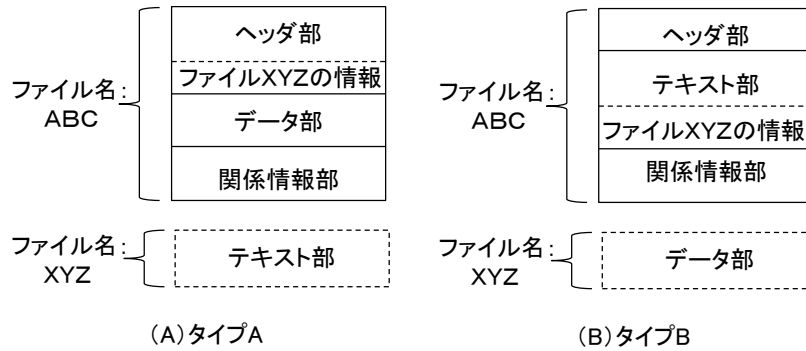 ファイル名:
ABC
ヘッダ部
ファイルXYZの情報
データ部
関係情報部
ファイル名:
XYZ
テキスト部
(A)タイプA
ファイル名:
ABC
ヘッダ部
テキスト部
ファイルXYZの情報
関係情報部
ファイル名:
XYZ
データ部
(B)タイプB